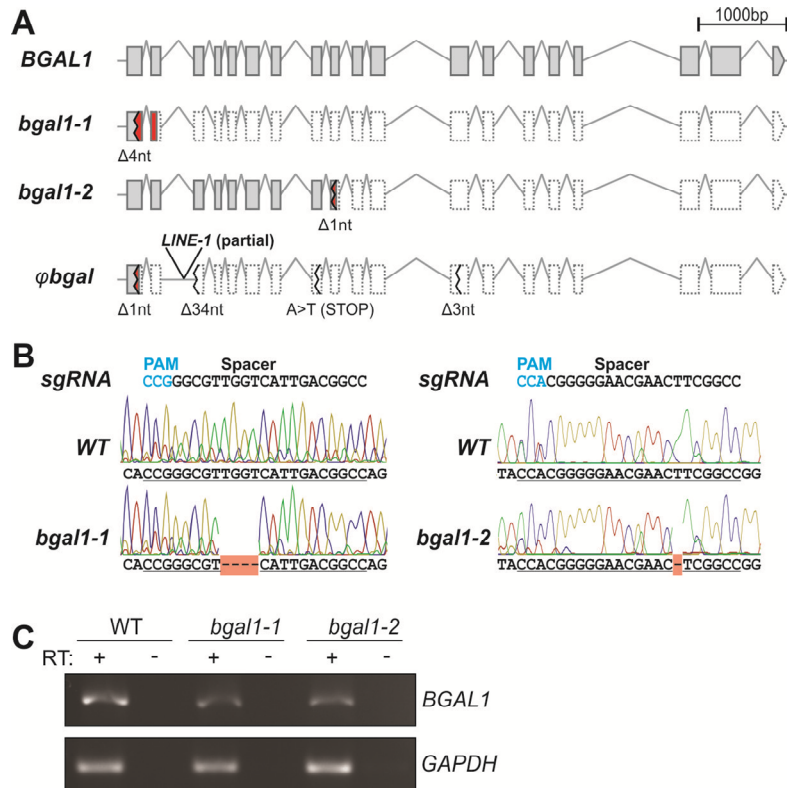 A
1000bp
BGAL1
bgal1-1
Δ4nt
bgal1-2
Δ1nt
LINE-1 (partial)
φbgal
Δ1nt Δ34nt A>T (STOP) Δ3nt
B
PAM Spacer
sgRNA CCGGGCGTTGGTCATTGACGGCC
WT
CACCGGGCGTTGGTCATTGACGGCCAG
bgal1-1
CACCGGGCGT-----CATTGACGGCCAG
PAM Spacer
sgRNA CCACGGGGGAACGAACTTCGGCC
WT
TACCACGGGGGAACGAACTTCGGCCGG
bgal1-2
TACCACGGGGGAACGAAC-TCGGCCGG
C
WT bgal1-1 bgal1-2
RT: + - + - + -
BGAL1
GAPDH